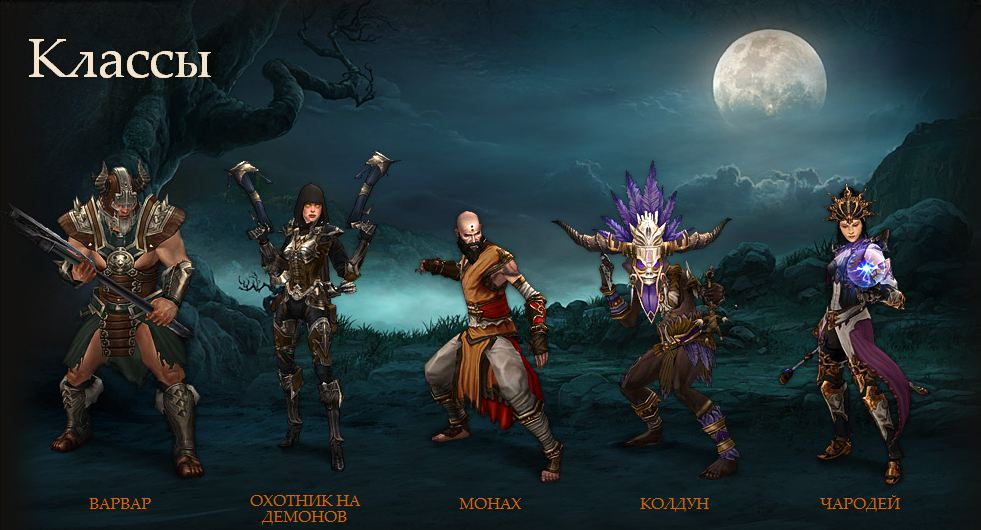 Классы
ВАРВАР
ОХОТНИК НА
ДЕМОНОВ
МОНАХ
КОЛДУН
ЧАРОДЕЙ